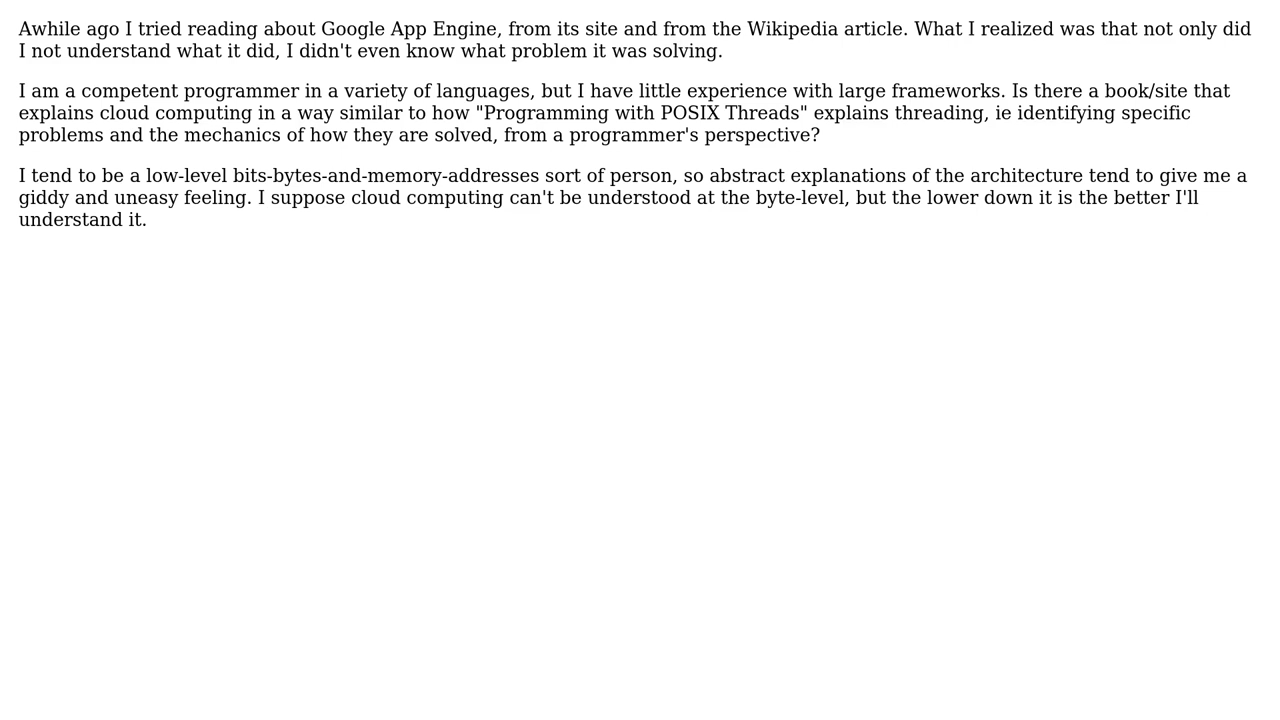 Awhile ago I tried reading about Google App Engine, from its site and from the Wikipedia article. What I realized was that not only did
I not understand what it did, I didn't even know what problem it was solving.
I am a competent programmer in a variety of languages, but I have little experience with large frameworks. Is there a book/site that
explains cloud computing in a way similar to how "Programming with POSIX Threads" explains threading, ie identifying specific
problems and the mechanics of how they are solved, from a programmer's perspective?
I tend to be a low-level bits-bytes-and-memory-addresses sort of person, so abstract explanations of the architecture tend to give me a
giddy and uneasy feeling. I suppose cloud computing can't be understood at the byte-level, but the lower down it is the better I'll
understand it.